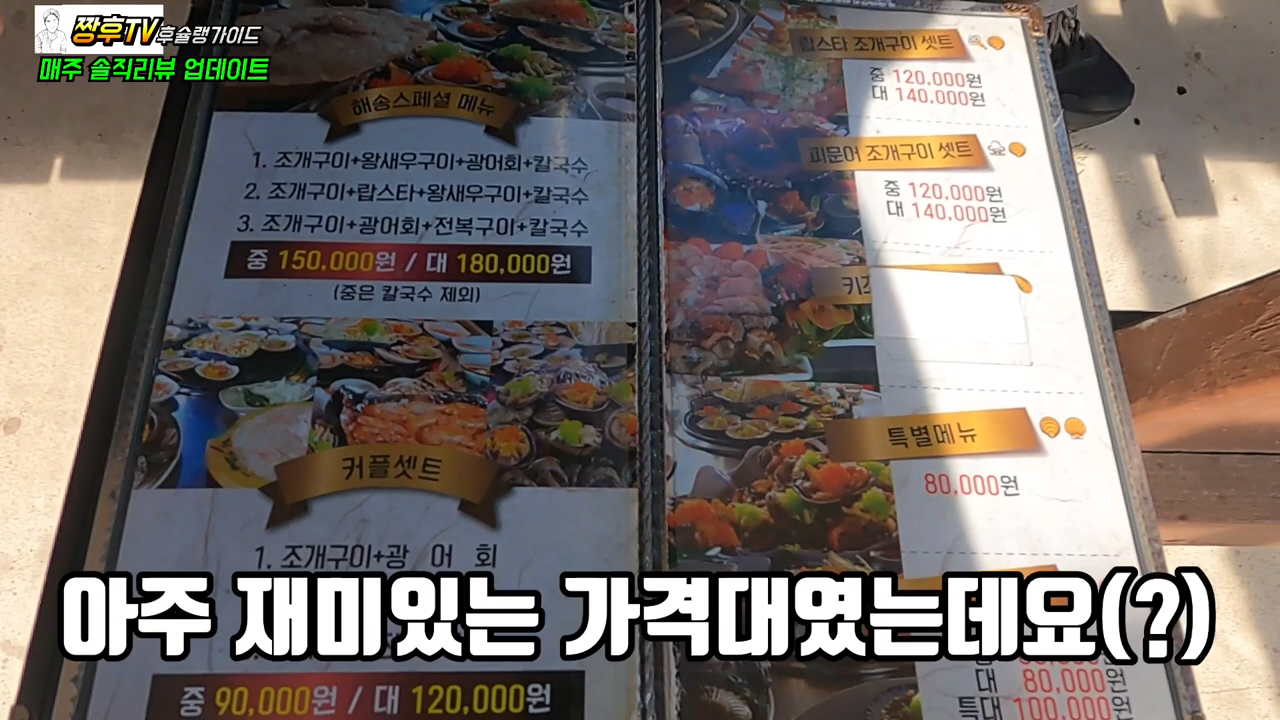 짱후TV후슐랭가이드
매주 솔직리뷰 업데이트
해송스페셜 메뉴
1. 조개구이+왕새우구이+광어회+칼국수
2. 조개구이+랍스타+왕새우구이+칼국수
3. 조개구이+광어회+전복구이+칼국수
중 150,000원 / 대 180,000원
(중은 칼국수 제외)
커플셋트
1. 조개구이+광 어 회
중 90,000원 / 대 120,000원
랍스타 조개구이 셋트
중 120,000원
대 140,000원
피문어 조개구이 셋트
중 120,000원
대 140,000원
특별메뉴
80,000원
대 80,000원
특대 100,000원
아주 재미있는 가격대였는데요(?)